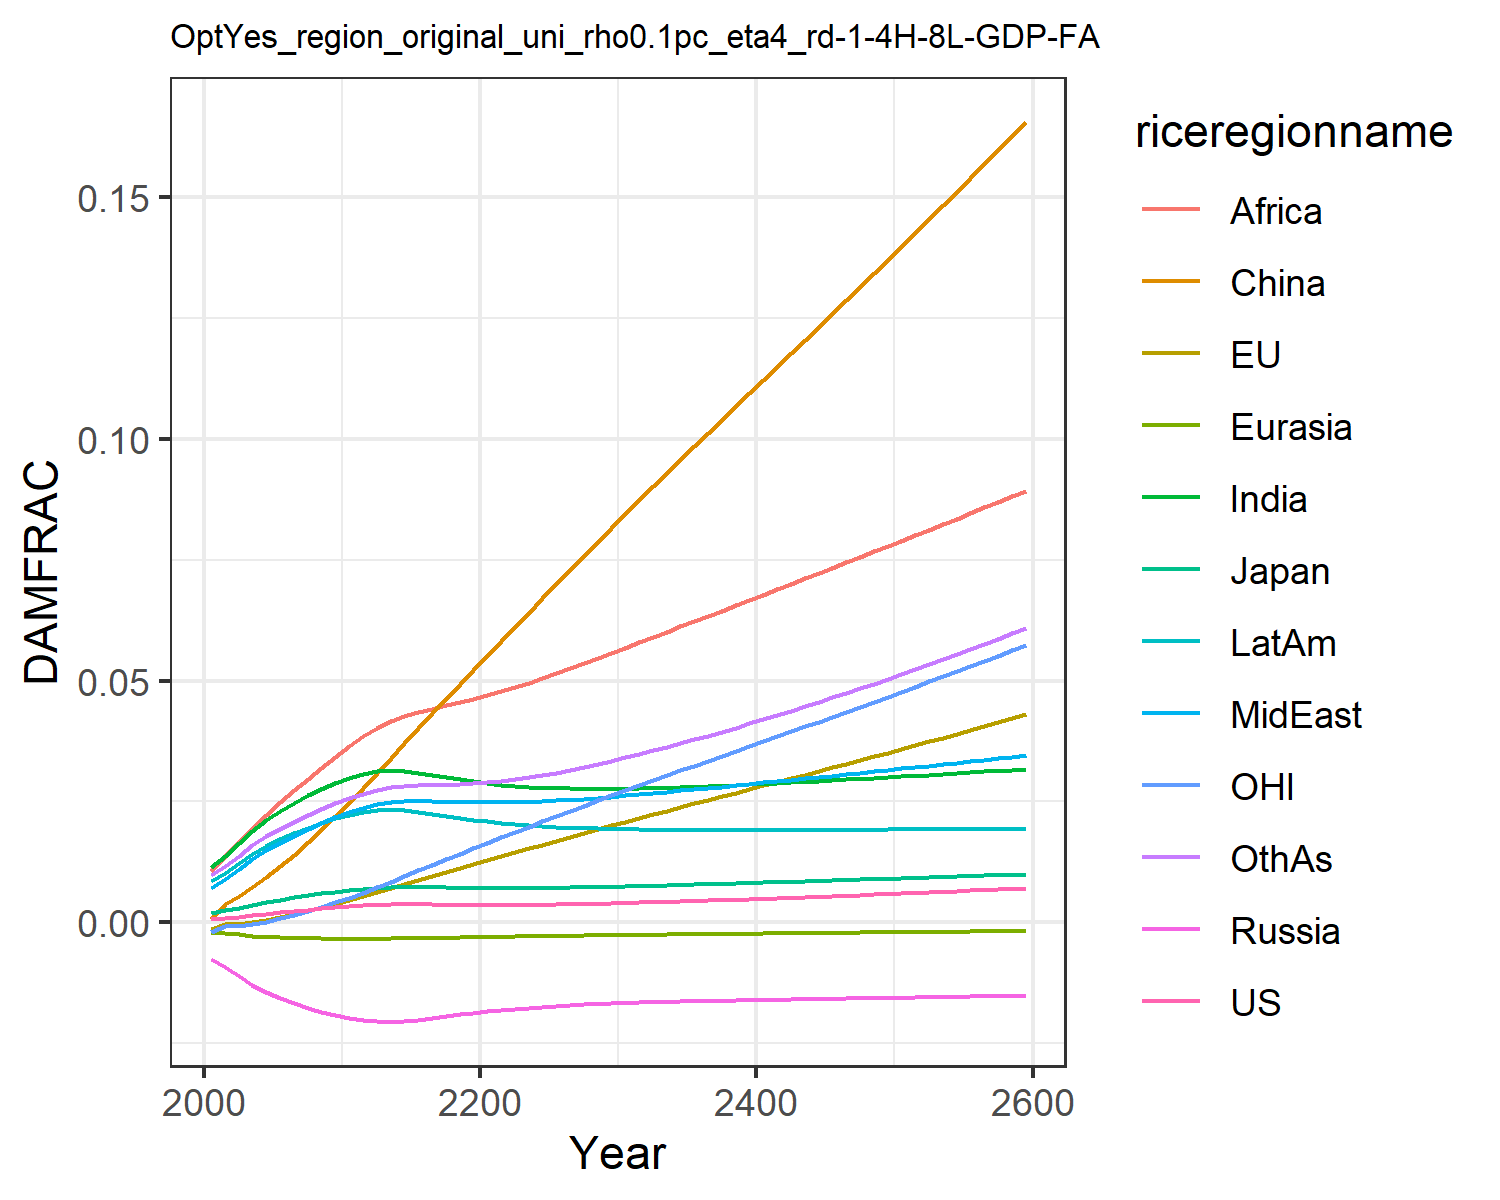 OptYes_region_original_uni_rho0.1pc_eta4_rd-1-4H-8L-GDP-FA
DAMFRAC
0.15
0.10
0.05
0.00
2000 2200 2400 2600
Year
riceregionname
Africa
China
EU
Eurasia
India
Japan
LatAm
MidEast
OHI
OthAs
Russia
US